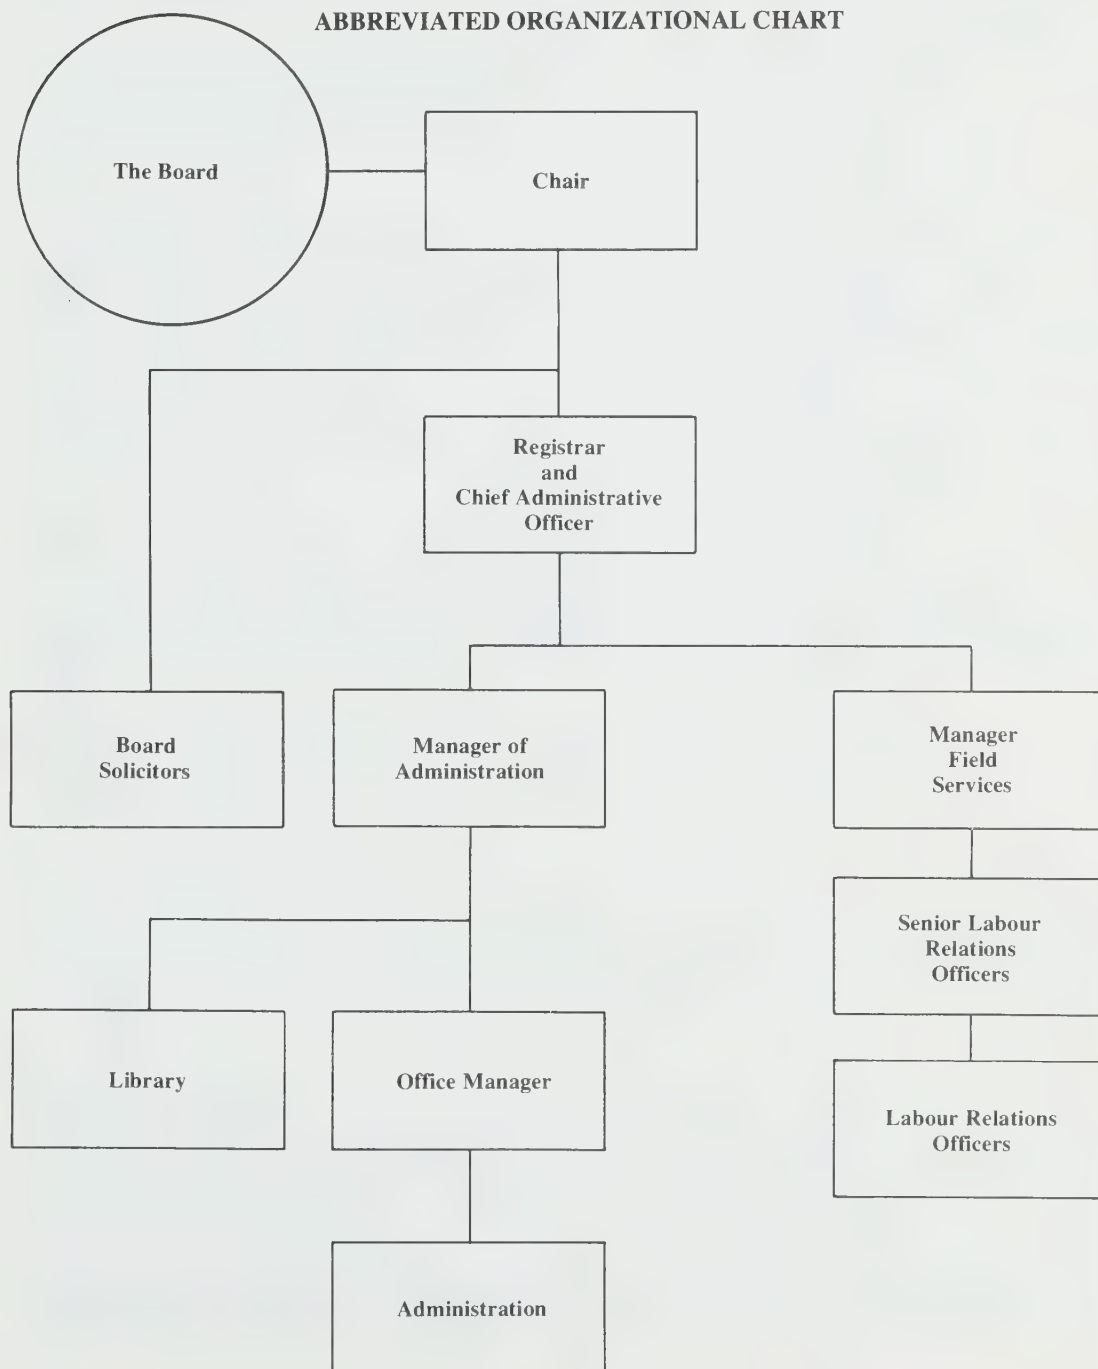 ABBREVIATED ORGANIZATIONAL CHART
The Board
Chair
Registrar
and
Chief Administrative
Officer
Board
Solicitors
Manager of
Administration
Manager
Field
Services
Senior Labour
Relations
Officers
Library
Office Manager
Labour Relations
Officers
Administration